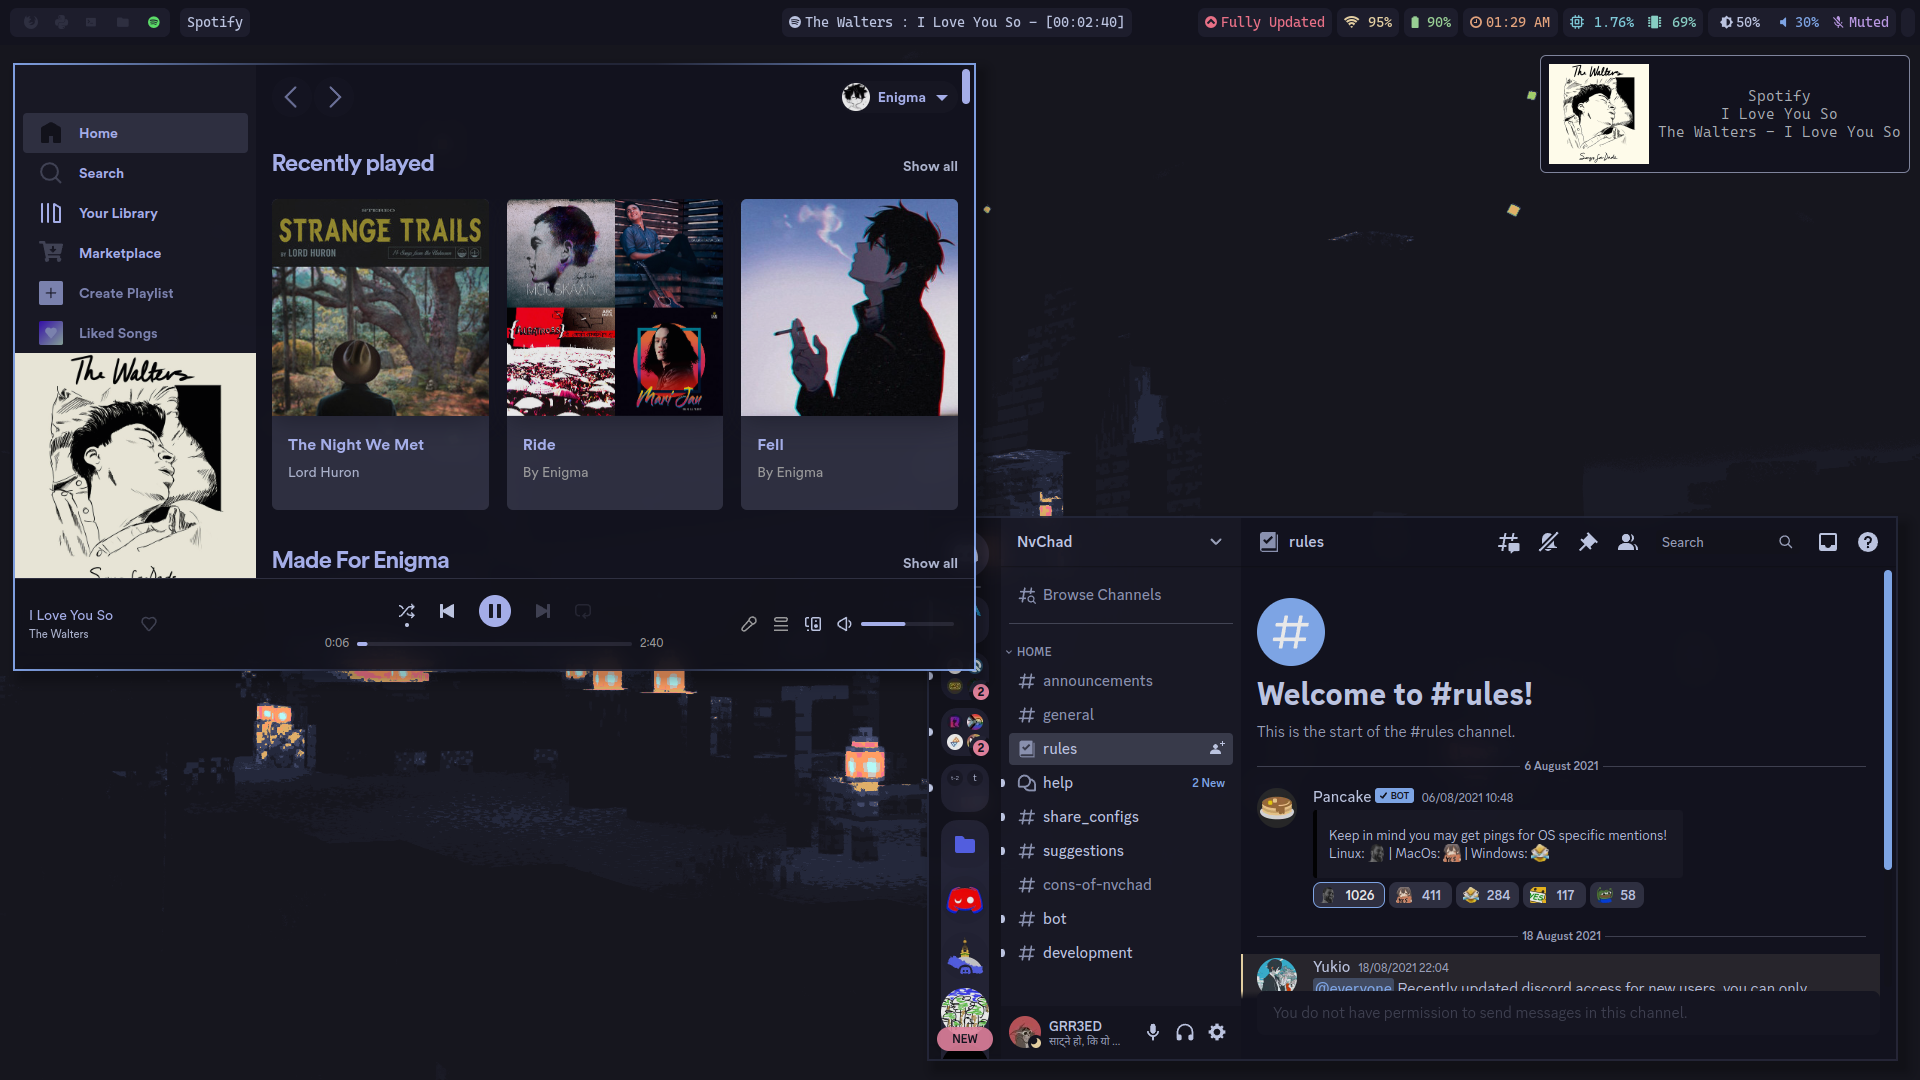 Spotify
The Walters : I Love You So – [00:02:40]
Fully Updated
95%
90%
01:29 AM
1.76%
69%
50%
30%
Muted
Spotify
I Love You So
The Walters – I Love You So
The Walters
Enigma
Home
Search
Your Library
Marketplace
Create Playlist
Liked Songs
The Walters
Recently played
Show all
STEREO
STRANGE TRAILS
BY LORD HURON
The Night We Met
Lord Huron
Ride
By Enigma
Fell
By Enigma
Made For Enigma
Show all
I Love You So
The Walters
0:06
2:40
NvChad
Browse Channels
HOME
announcements
general
rules
help
2 New
share_configs
suggestions
cons-of-nvchad
bot
development
2
2
t
NEW
GRR3ED
rules
Search
Welcome to #rules!
This is the start of the #rules channel.
6 August 2021
Pancake
BOT
06/08/2021 10:48
Keep in mind you may get pings for OS specific mentions!
Linux: | MacOs: | Windows:
1026
411
284
117
58
18 August 2021
Yukio 18/08/2021 22:04
@everyone Recently updated discord access for new users, you can only
You do not have permission to send messages in this channel.